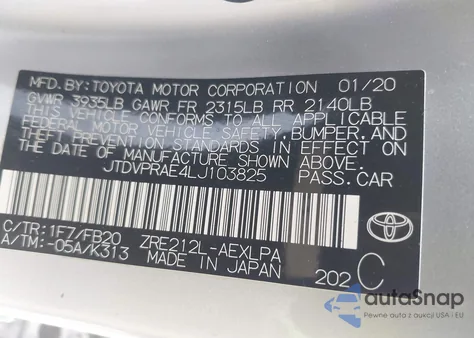 MFD.BY:TOYOTA MOTOR CORPORATION 01/20
GVWR 3935LB GAWR FR 2315LB RR 2140LB
THIS VEHICLE CONFORMS TO ALL APPLICABLE
FEDERAL MOTOR VEHICLE SAFETY, BUMPER, AND
THEFT PREVENTION STANDARDS IN EFFECT ON
THE DATE OF MANUFACTURE SHOWN ABOVE.
JTDVPRAE4LJ103825 PASS.CAR
C/TR:1F7/FB20 ZRE212L-AEXLPA
A/TM:-05A/K313 MADE IN JAPAN 202 C
TOYOTA
autoSnap
Pewne auta z aukcji USA i EU